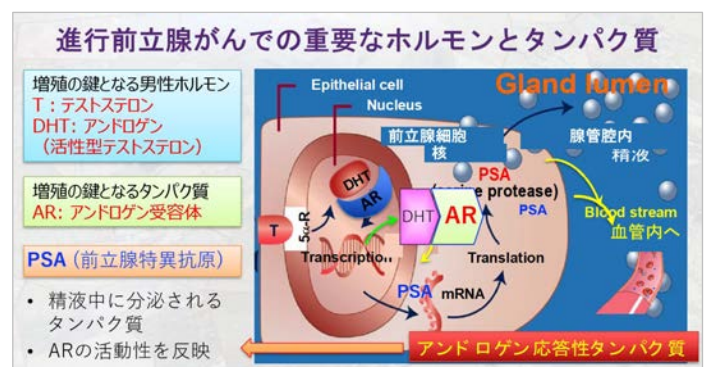 進行前立腺がんでの重要なホルモンとタンパク質
増殖の鍵となる男性ホルモン
T：テストステロン
DHT：アンドロゲン
（活性型テストステロン）
増殖の鍵となるタンパク質
AR: アンドロゲン受容体
PSA (前立腺特異抗原)
• 精液中に分泌される
タンパク質
• ARの活動性を反映
Epithelial cell
Nucleus
Gland lumen
前立腺細胞
核
腺管腔内
精液
DHT
AR
PSA
(serine protease)
PSA
DHT
AR
T
5α-R
Blood stream
血管内へ
Transcription
Translation
PSA
mRNA
アンドロゲン応答性タンパク質